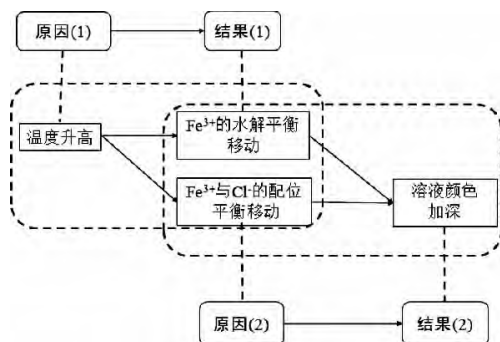 原因(1)
结果(1)
温度升高
Fe³⁺的水解平衡
移动
Fe³⁺与Cl⁻的配位
平衡移动
溶液颜色
加深
原因(2)
结果(2)